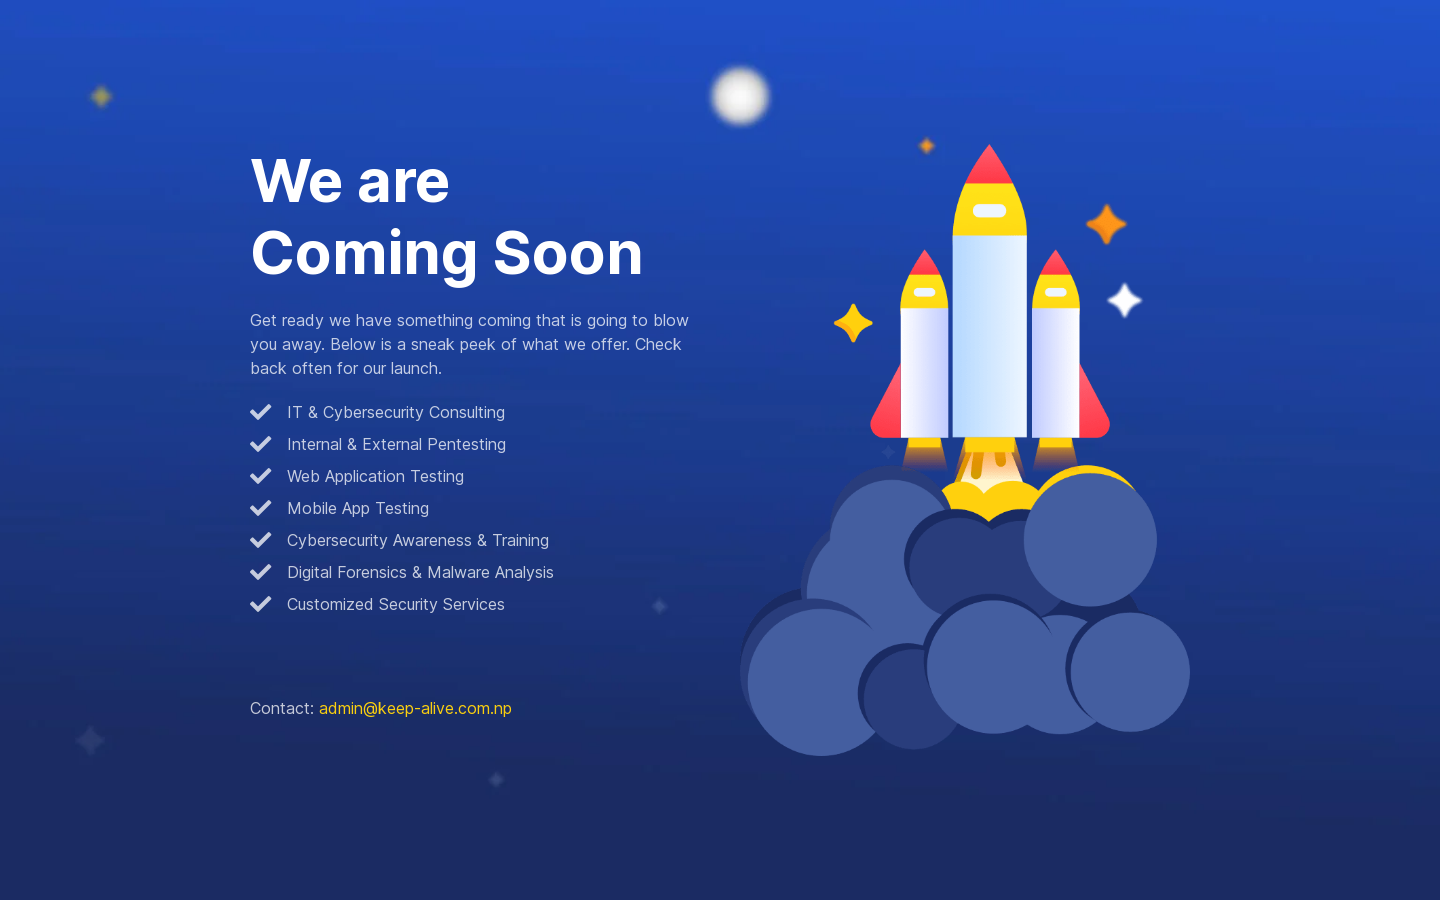 We are
Coming Soon
Get ready we have something coming that is going to blow
you away. Below is a sneak peek of what we offer. Check
back often for our launch.
IT & Cybersecurity Consulting
Internal & External Pentesting
Web Application Testing
Mobile App Testing
Cybersecurity Awareness & Training
Digital Forensics & Malware Analysis
Customized Security Services
Contact: admin@keep-alive.com.np